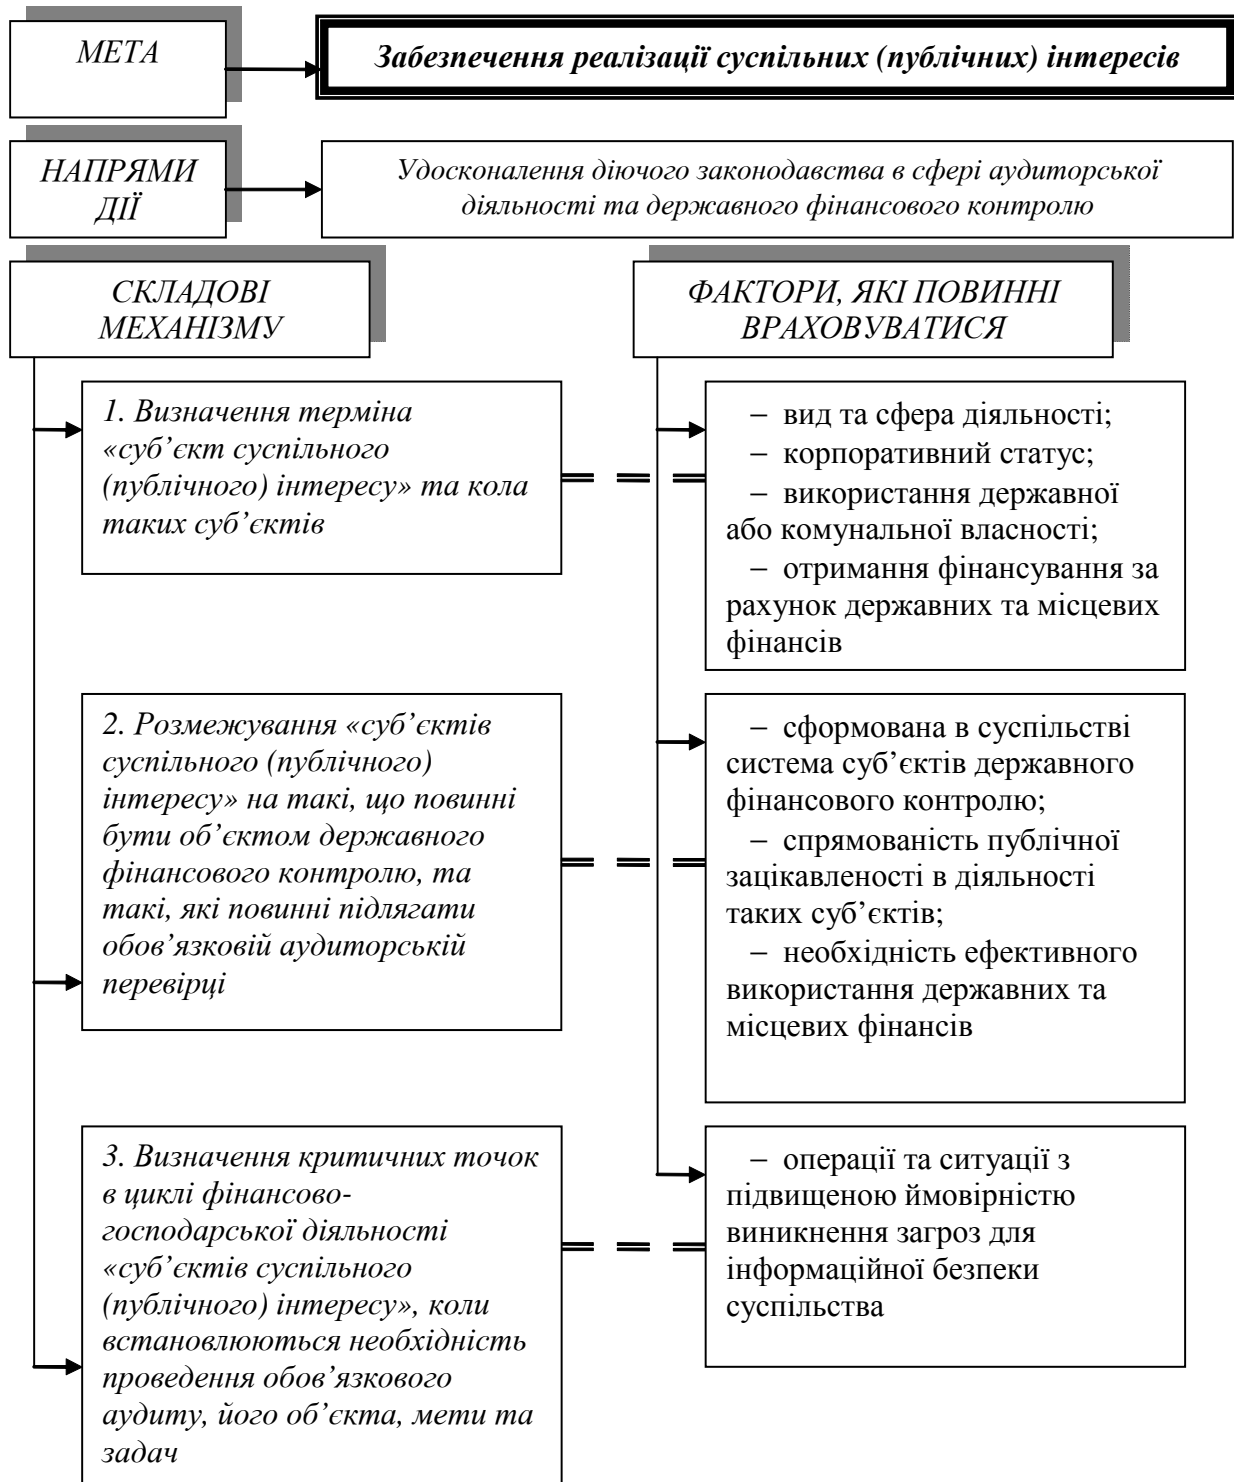 МЕТА
Забезпечення реалізації суспільних (публічних) інтересів
НАПРЯМИ
ДІЇ
Удосконалення діючого законодавства в сфері аудиторської
діяльності та державного фінансового контролю
СКЛАДОВІ
МЕХАНІЗМУ
ФАКТОРИ, ЯКІ ПОВИННІ
ВРАХОВУВАТИСЯ
1. Визначення терміна
«суб’єкт суспільного
(публічного) інтересу» та кола
таких суб’єктів
– вид та сфера діяльності;
– корпоративний статус;
– використання державної
або комунальної власності;
– отримання фінансування за
рахунок державних та місцевих
фінансів
2. Розмежування «суб’єктів
суспільного (публічного)
інтересу» на такі, що повинні
бути об’єктом державного
фінансового контролю, та
такі, які повинні підлягати
обов’язковій аудиторській
перевірці
– сформована в суспільстві
система суб’єктів державного
фінансового контролю;
– спрямованість публічної
зацікавленості в діяльності
таких суб’єктів;
– необхідність ефективного
використання державних та
місцевих фінансів
3. Визначення критичних точок
в циклі фінансово-
господарської діяльності
«суб’єктів суспільного
(публічного) інтересу», коли
встановлюються необхідність
проведення обов’язкового
аудиту, його об’єкта, мети та
задач
– операції та ситуації з
підвищеною ймовірністю
виникнення загроз для
інформаційної безпеки
суспільства